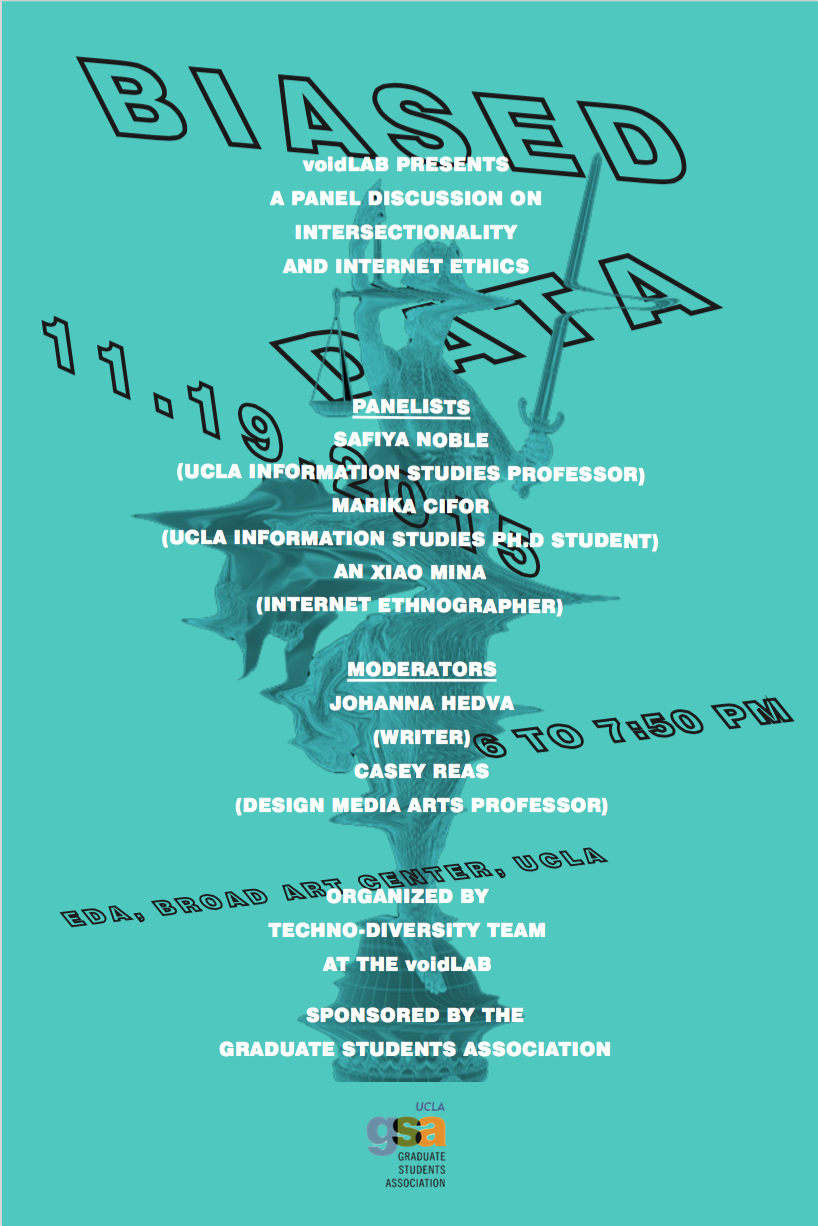 BIASED
voidLAB PRESENTS
A PANEL DISCUSSION ON
INTERSECTIONALITY
AND INTERNET ETHICS
DATA
11.19.2015
PANELISTS
SAFIYA NOBLE
(UCLA INFORMATION STUDIES PROFESSOR)
MARIKA CIFOR
(UCLA INFORMATION STUDIES PH.D STUDENT)
AN XIAO MINA
(INTERNET ETHNOGRAPHER)
MODERATORS
JOHANNA HEDVA
(WRITER)
6 TO 7:50 PM
CASEY REAS
(DESIGN MEDIA ARTS PROFESSOR)
EDA, BROAD ART CENTER, UCLA
ORGANIZED BY
TECHNO-DIVERSITY TEAM
AT THE voidLAB
SPONSORED BY THE
GRADUATE STUDENTS ASSOCIATION
UCLA
gsa
GRADUATE
STUDENTS
ASSOCIATION